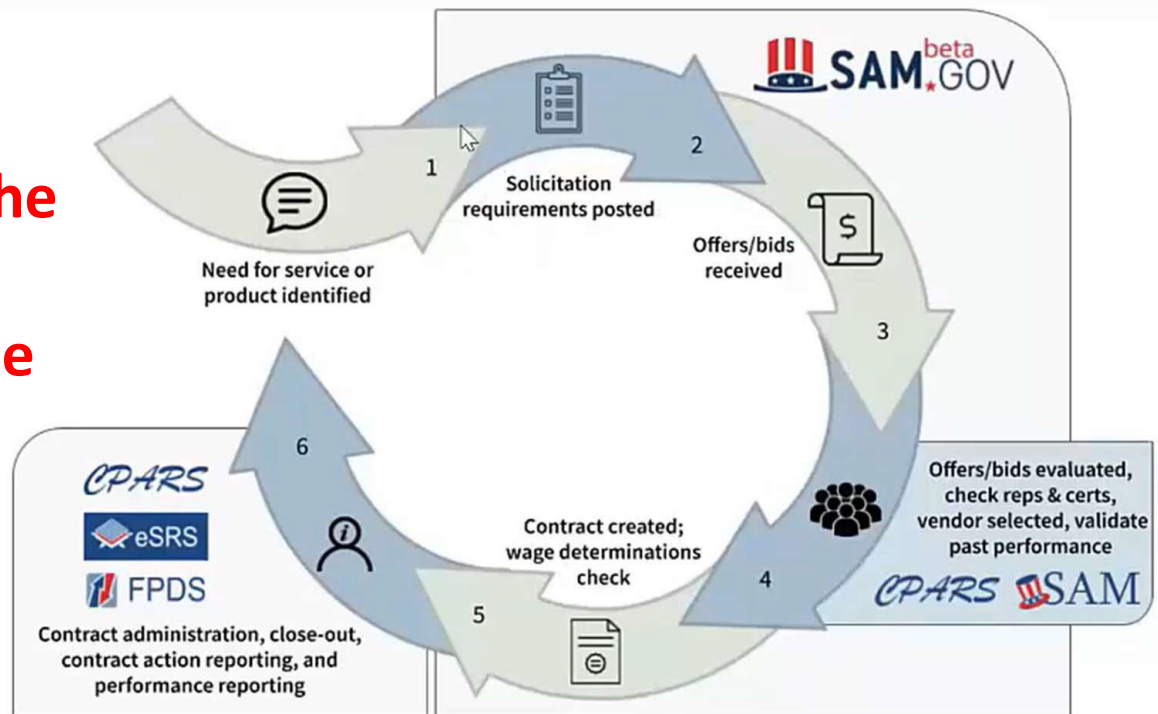 beta
SAM.GOV
he
e
1
Need for service or
product identified
2
Solicitation
requirements posted
$
Offers/bids
received
3
Offers/bids evaluated,
check reps & certs,
vendor selected, validate
past performance
CPARS SAM
4
Contract created;
wage determinations
check
5
6
i
CPARS
eSRS
FPDS
Contract administration, close-out,
contract action reporting, and
performance reporting